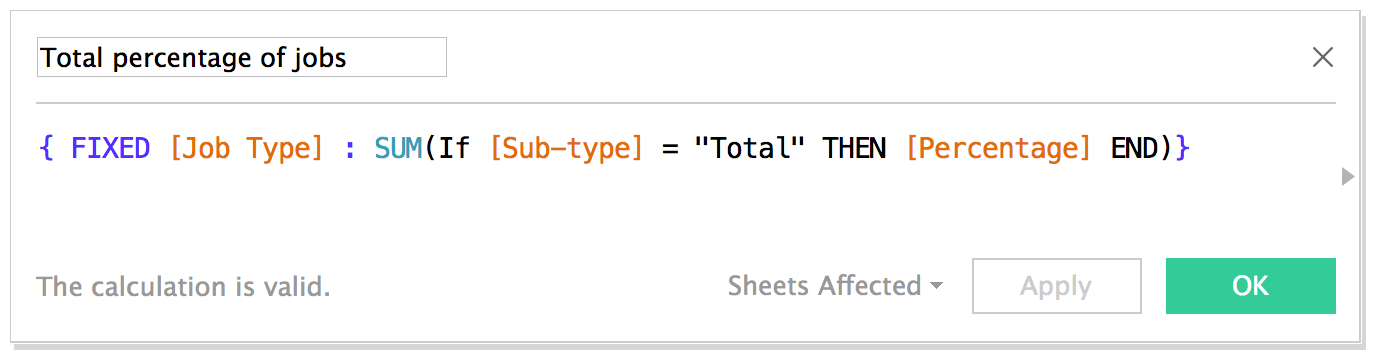 Total percentage of jobs
{ FIXED [Job Type] : SUM(If [Sub-type] = "Total" THEN [Percentage] END)}
The calculation is valid.
Sheets Affected
Apply
OK